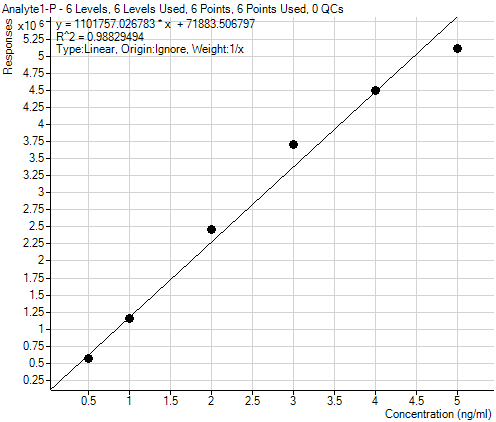 Analyte1-P - 6 Levels, 6 Levels Used, 6 Points, 6 Points Used, 0 QCs
x10 6
y = 1101757.026783 * x + 71883.506797
R^2 = 0.98829494
Type:Linear, Origin:Ignore, Weight:1/x
Responses
5.25
5
4.75
4.5
4.25
4
3.75
3.5
3.25
3
2.75
2.5
2.25
2
1.75
1.5
1.25
1
0.75
0.5
0.25
0.5 1 1.5 2 2.5 3 3.5 4 4.5 5
Concentration (ng/ml)